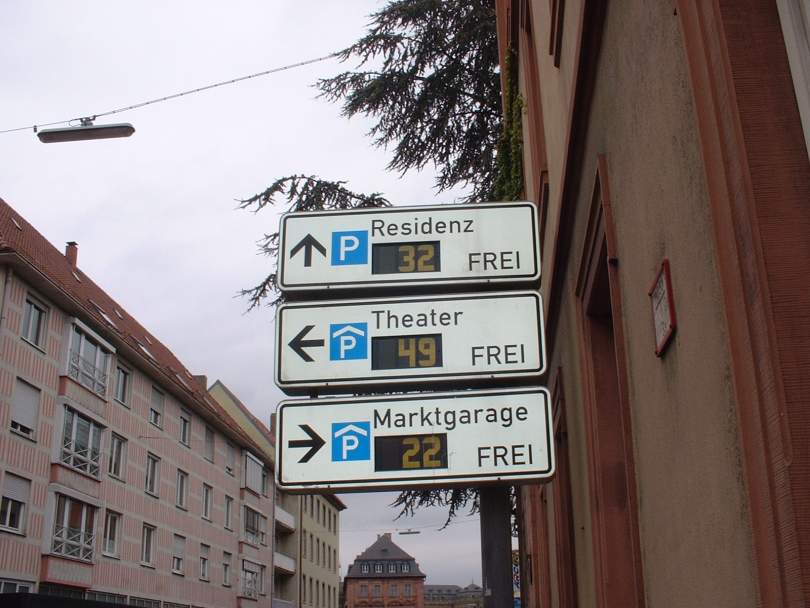 Residenz
P 32 FREI
Theater
P 49 FREI
Marktgarage
P 22 FREI